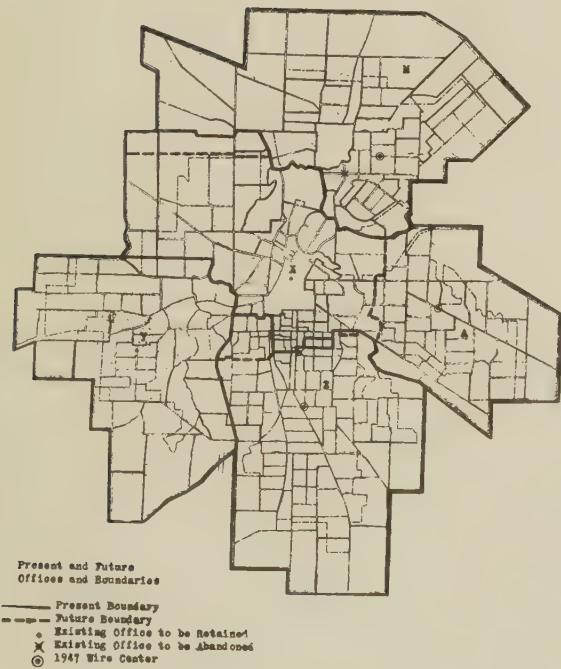 Present and Future
Offices and Boundaries
Present Boundary
Future Boundary
Existing Office to be Retained
Existing Office to be Abandoned
1947 Wire Center